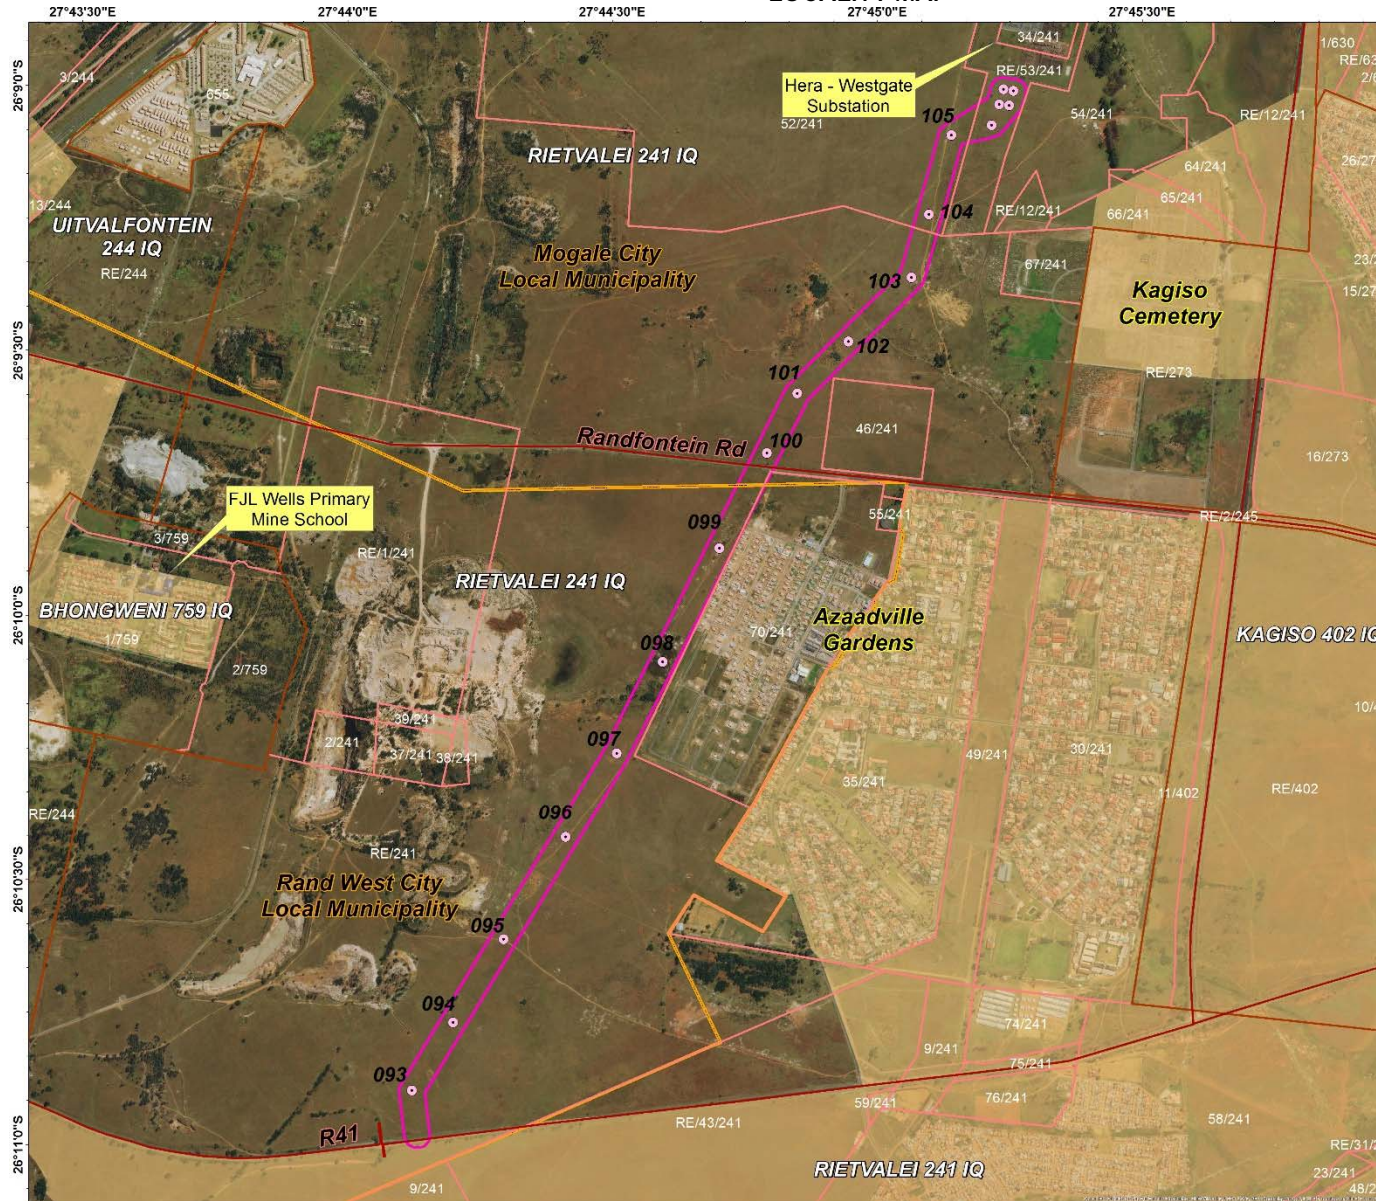 27°43'30"E
27°44'0"E
27°44'30"E
27°45'0"E
27°45'30"E
26°9'0"S
26°9'30"S
26°10'0"S
26°10'30"S
26°11'0"S
3/244
655
34/241
1/630
RE/53/241
Hera - Westgate
Substation
52/241
105
54/241
RE/12/241
RIETVALEI 241 IQ
64/241
65/241
13/244
UITVALFONTEIN
244 IQ
RE/244
104
RE/12/241
66/241
Mogale City
Local Municipality
103
67/241
Kagiso
Cemetery
102
101
RE/273
Randfontein Rd
100
46/241
16/273
FJL Wells Primary
Mine School
3/759
099
55/241
RE/2/245
RE/1/241
RIETVALEI 241 IQ
BHONGWENI 759 IQ
1/759
Azaadville
Gardens
70/241
098
KAGISO 402 IQ
2/759
39/241
2/241
37/241
38/241
097
49/241
30/241
35/241
11/402
RE/402
RE/244
096
RE/241
Rand West City
Local Municipality
095
094
74/241
9/241
75/241
093
76/241
59/241
R41
RE/43/241
58/241
RIETVALEI 241 IQ
23/241
9/241